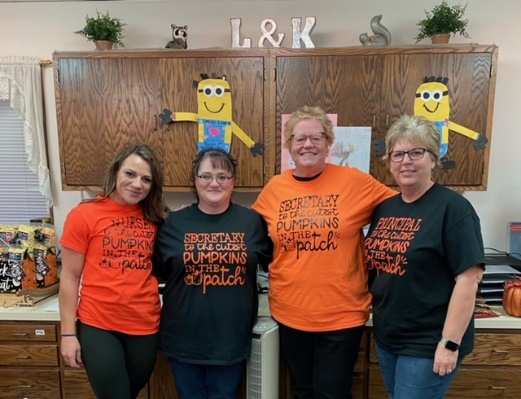 L & K
NURSE
to the cutest
PUMPKINS
IN THE
patch
SECRETARY
to the cutest
PUMPKINS
IN THE
patch
SECRETARY
to the cutest
PUMPKINS
IN THE
patch
PRINCIPAL
to the cutest
PUMPKINS
IN THE
patch